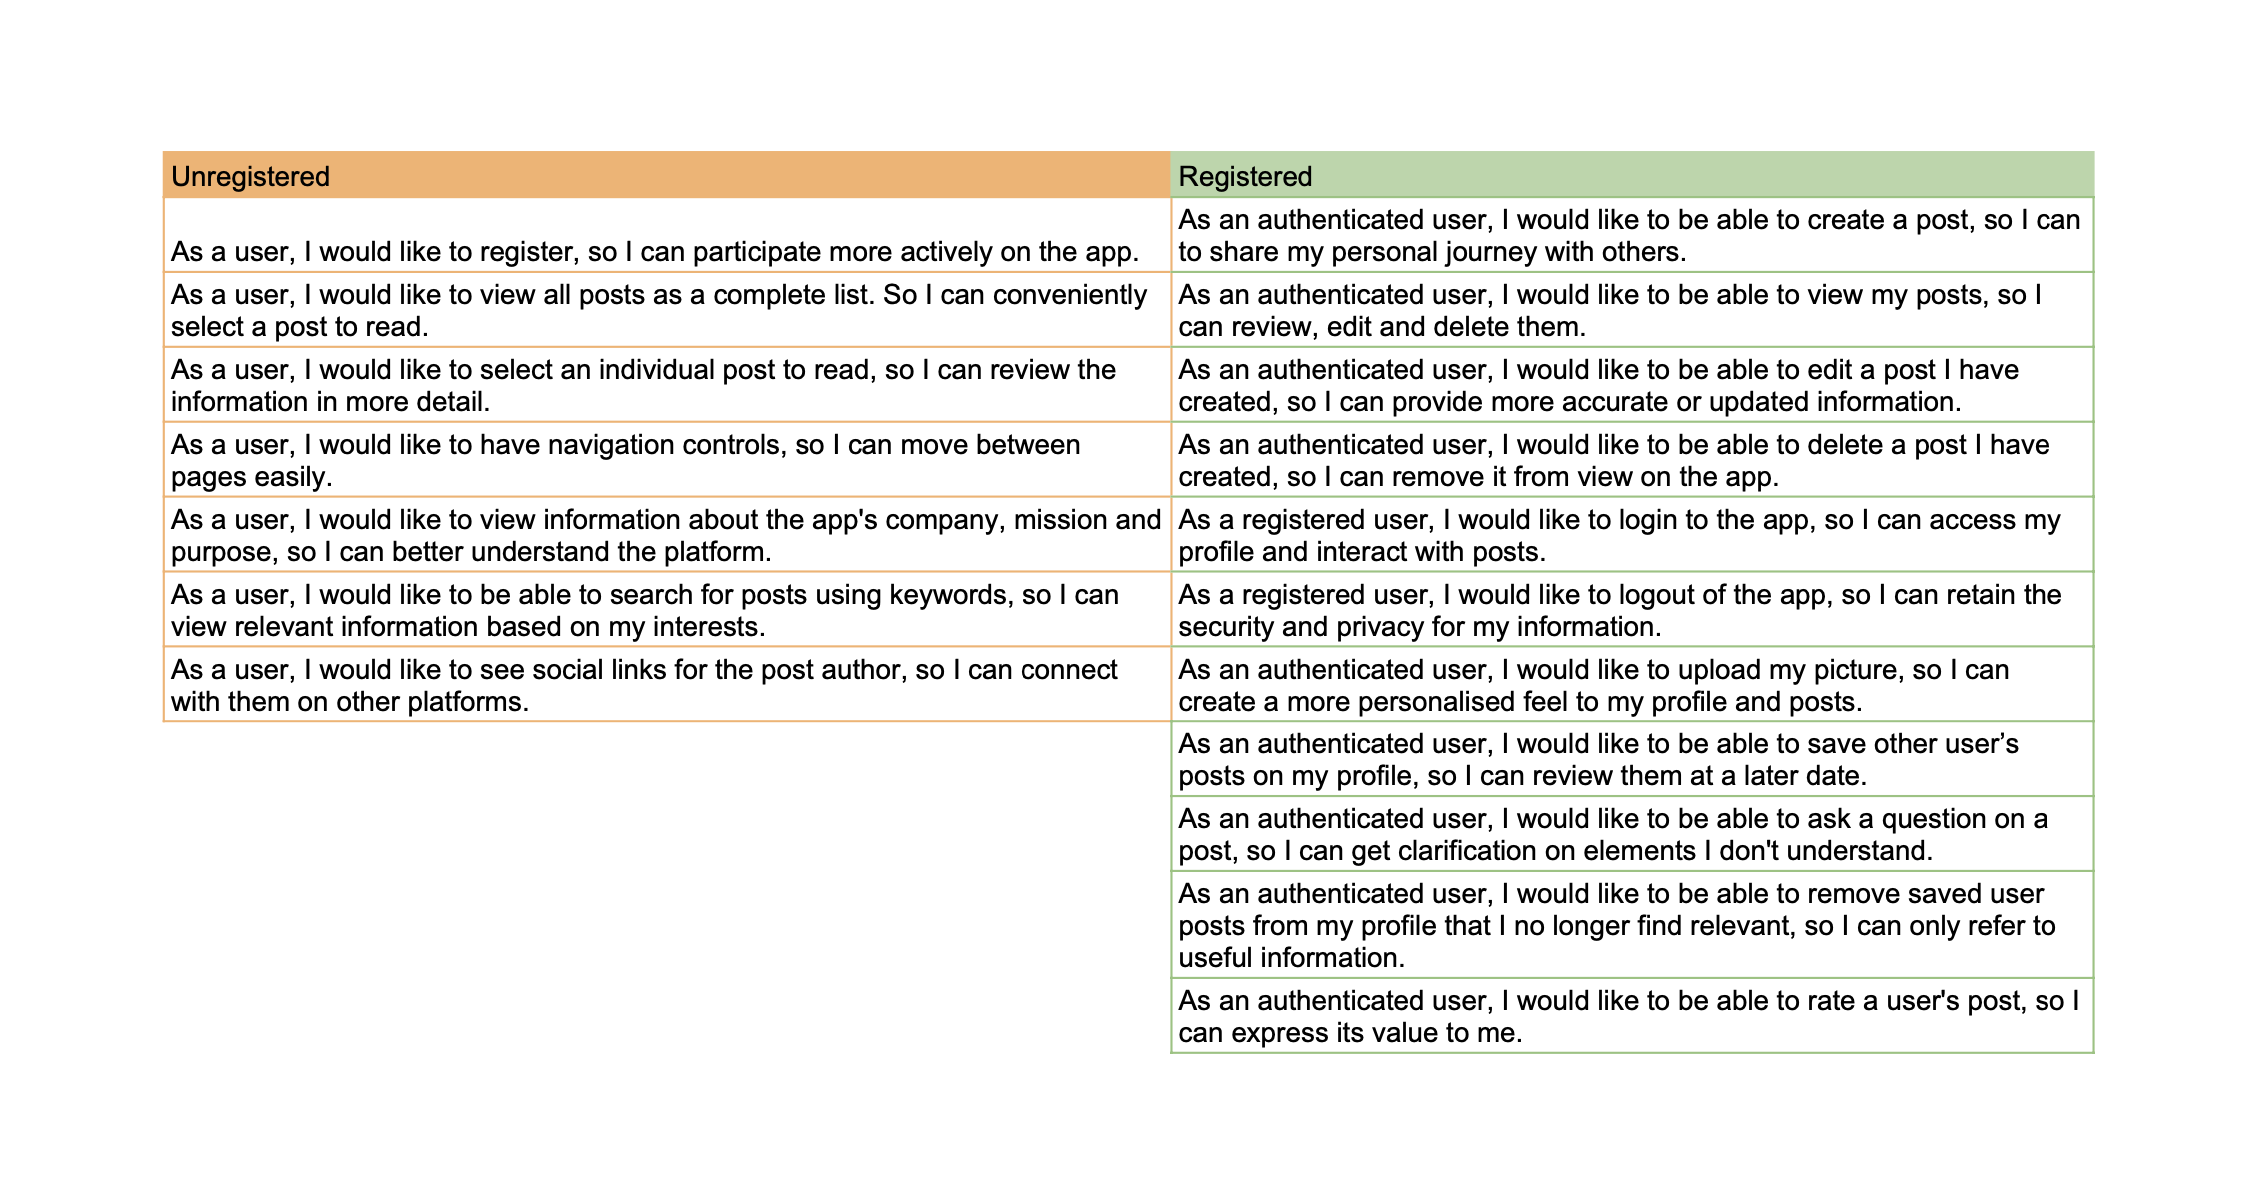 Unregistered
Registered
As a user, I would like to register, so I can participate more actively on the app.
As an authenticated user, I would like to be able to create a post, so I can
to share my personal journey with others.
As a user, I would like to view all posts as a complete list. So I can conveniently
select a post to read.
As an authenticated user, I would like to be able to view my posts, so I
can review, edit and delete them.
As a user, I would like to select an individual post to read, so I can review the
information in more detail.
As an authenticated user, I would like to be able to edit a post I have
created, so I can provide more accurate or updated information.
As a user, I would like to have navigation controls, so I can move between
pages easily.
As an authenticated user, I would like to be able to delete a post I have
created, so I can remove it from view on the app.
As a user, I would like to view information about the app's company, mission and
purpose, so I can better understand the platform.
As a registered user, I would like to login to the app, so I can access my
profile and interact with posts.
As a user, I would like to be able to search for posts using keywords, so I can
view relevant information based on my interests.
As a registered user, I would like to logout of the app, so I can retain the
security and privacy for my information.
As a user, I would like to see social links for the post author, so I can connect
with them on other platforms.
As an authenticated user, I would like to upload my picture, so I can
create a more personalised feel to my profile and posts.
As an authenticated user, I would like to be able to save other user’s
posts on my profile, so I can review them at a later date.
As an authenticated user, I would like to be able to ask a question on a
post, so I can get clarification on elements I don't understand.
As an authenticated user, I would like to be able to remove saved user
posts from my profile that I no longer find relevant, so I can only refer to
useful information.
As an authenticated user, I would like to be able to rate a user's post, so I
can express its value to me.